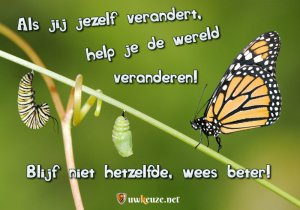 Als jij jezelf verandert,
help je de wereld
veranderen!
Blijf niet hetzelfde, wees beter!
uwkeuze.net